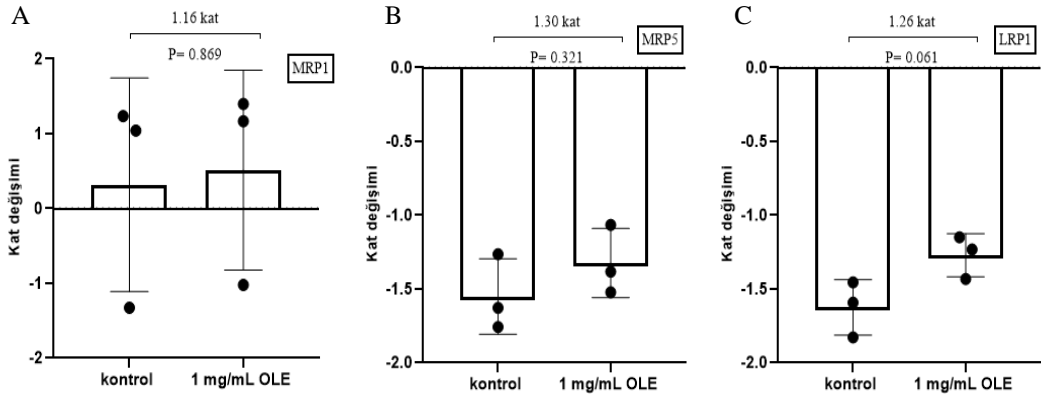 A
1.16 kat
P= 0.869
MRP1
Kat değişimi
2
1
0
-1
-2
kontrol
1 mg/mL OLE
B
1.30 kat
P= 0.321
MRP5
Kat değişimi
0.0
-0.5
-1.0
-1.5
-2.0
kontrol
1 mg/mL OLE
C
1.26 kat
P= 0.061
LRP1
Kat değişimi
0.0
-0.5
-1.0
-1.5
-2.0
kontrol
1 mg/mL OLE